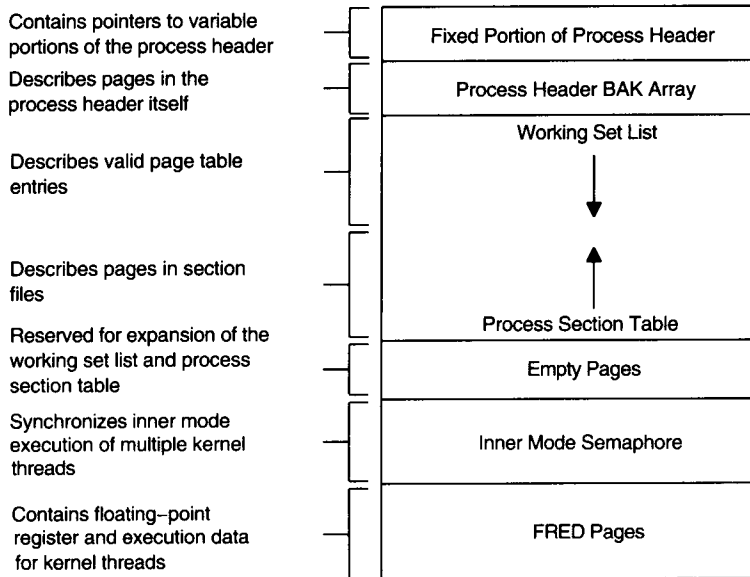 Contains pointers to variable
portions of the process header
Fixed Portion of Process Header
Describes pages in the
process header itself
Process Header BAK Array
Working Set List
Describes valid page table
entries
Describes pages in section
files
Process Section Table
Reserved for expansion of the
working set list and process
section table
Empty Pages
Synchronizes inner mode
execution of multiple kernel
threads
Inner Mode Semaphore
Contains floating–point
register and execution data
for kernel threads
FRED Pages